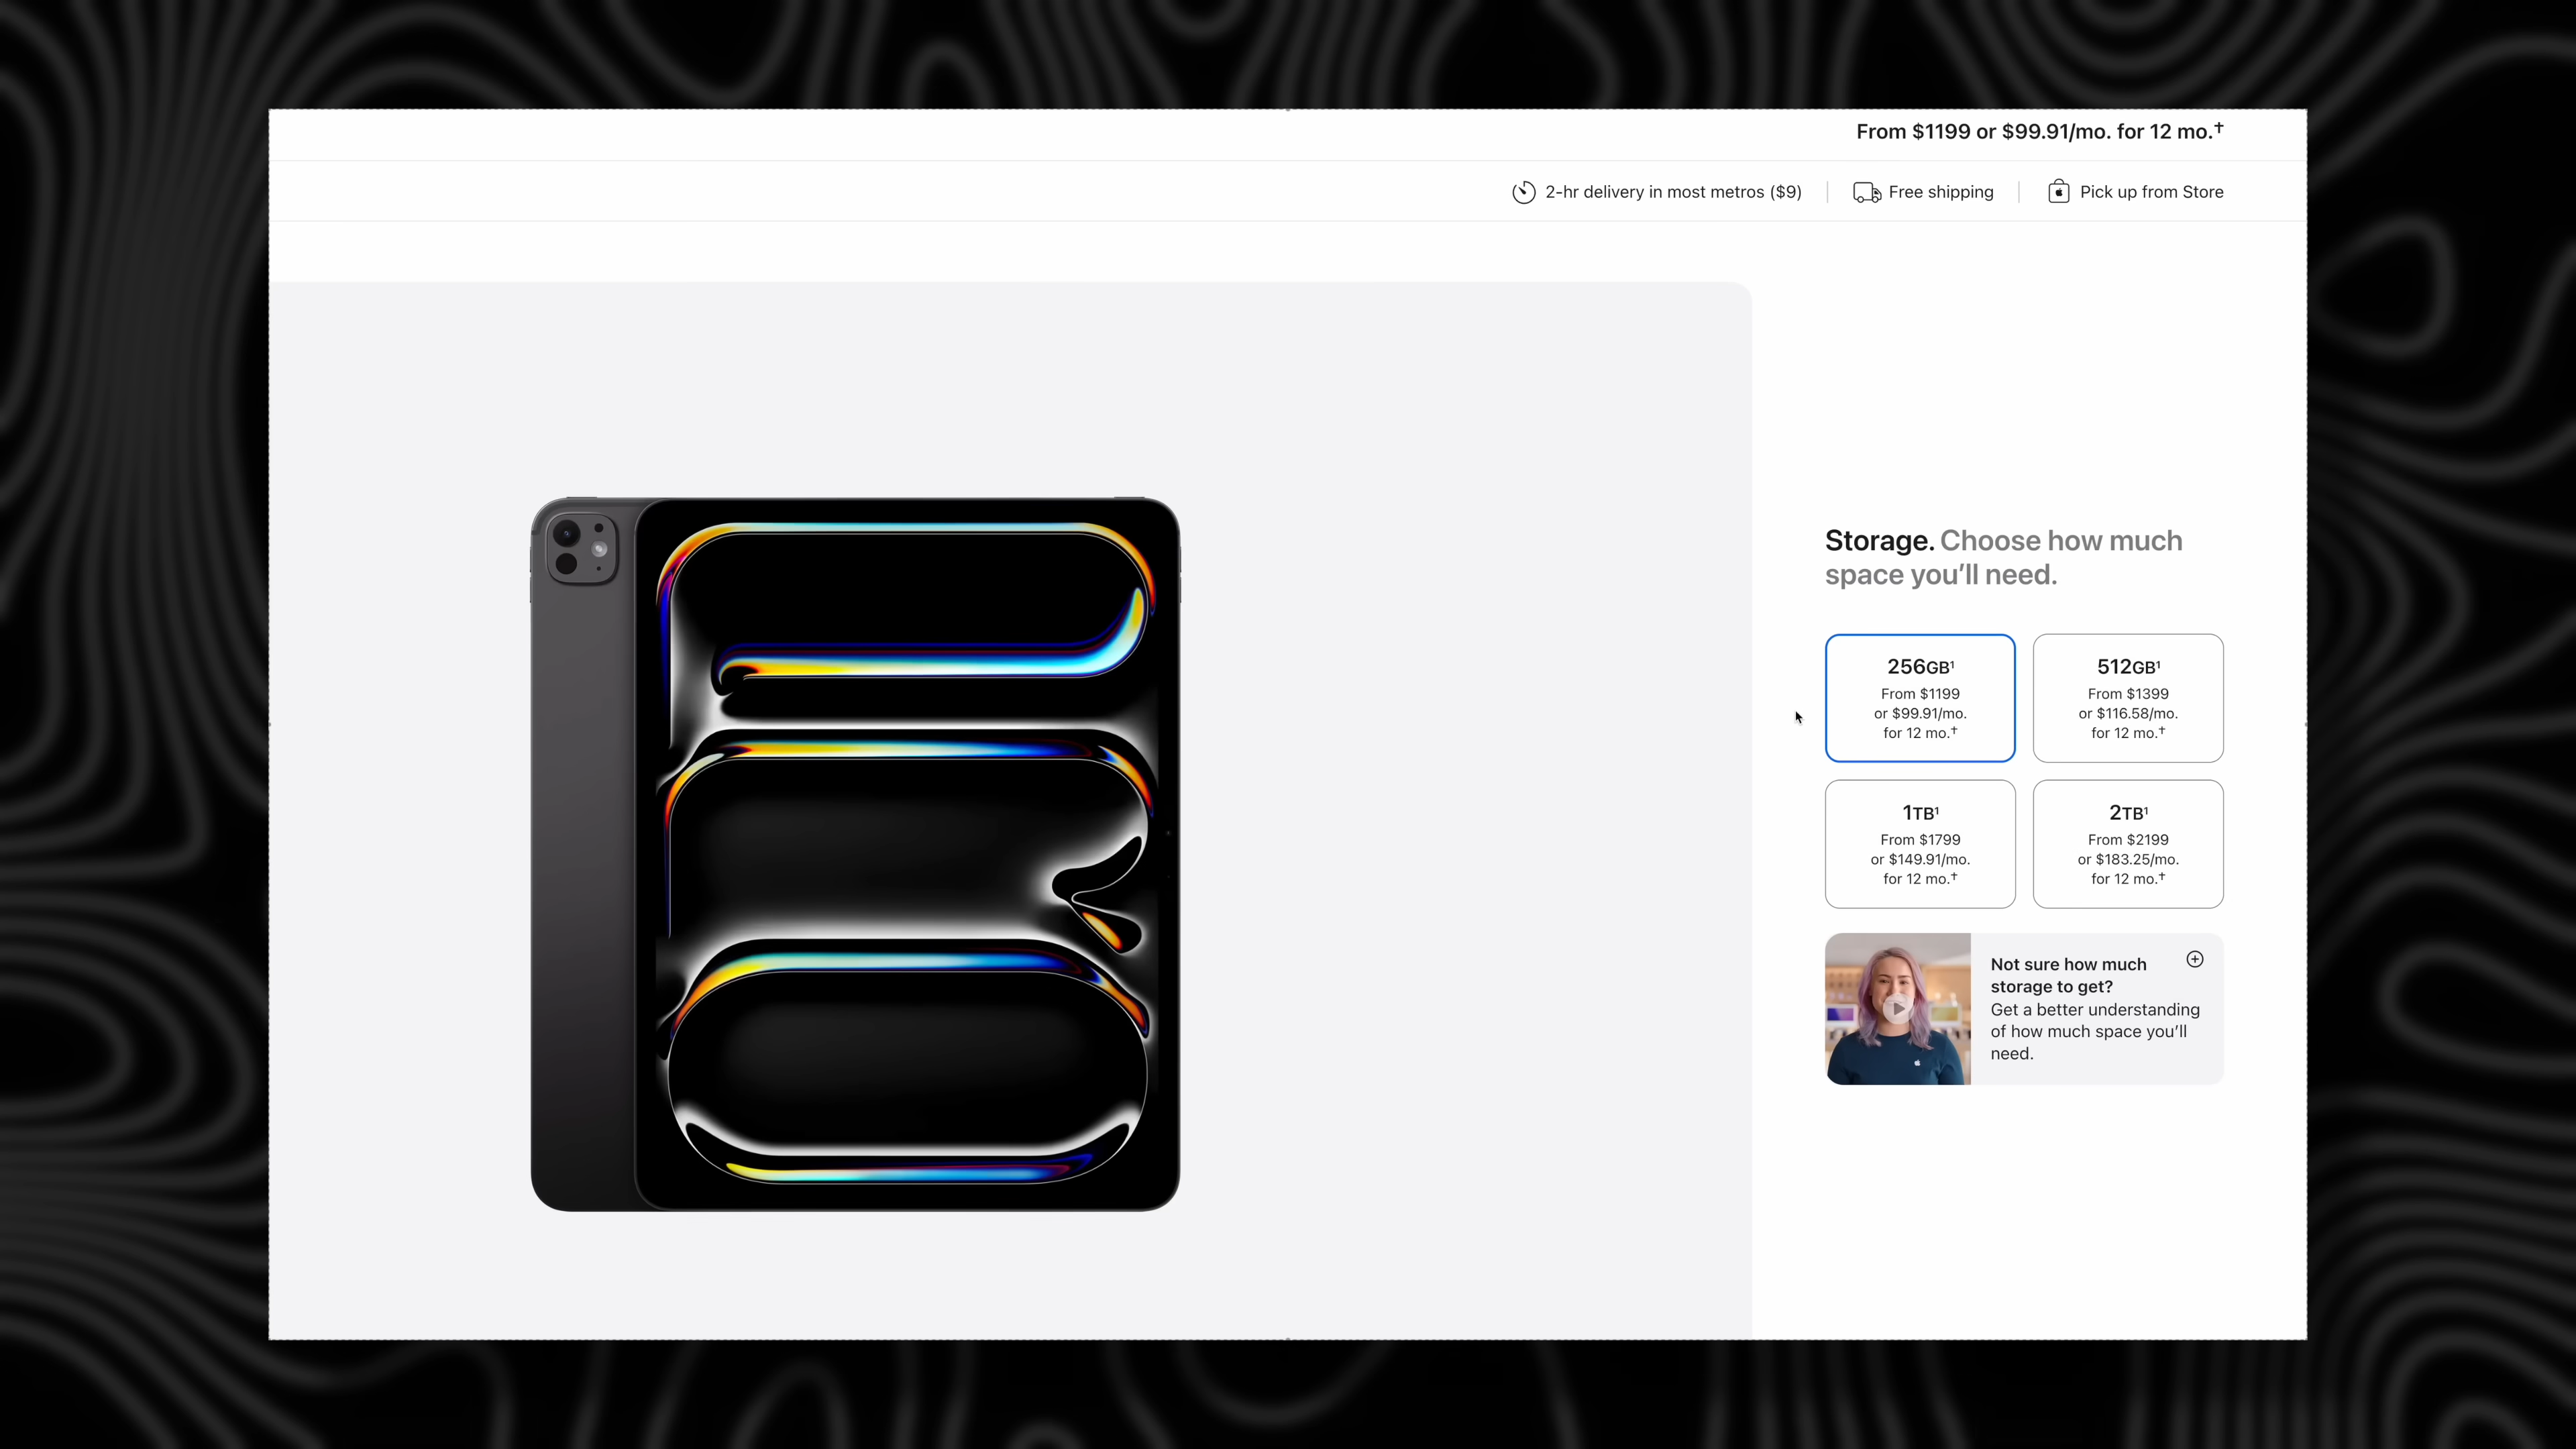 From $1199 or $99.91/mo. for 12 mo.†
2-hr delivery in most metros ($9)
Free shipping
Pick up from Store
Storage. Choose how much
space you’ll need.
256GB¹
From $1199
or $99.91/mo.
for 12 mo.†
512GB¹
From $1399
or $116.58/mo.
for 12 mo.†
1TB¹
From $1799
or $149.91/mo.
for 12 mo.†
2TB¹
From $2199
or $183.25/mo.
for 12 mo.†
Not sure how much
storage to get?
Get a better understanding
of how much space you’ll
need.